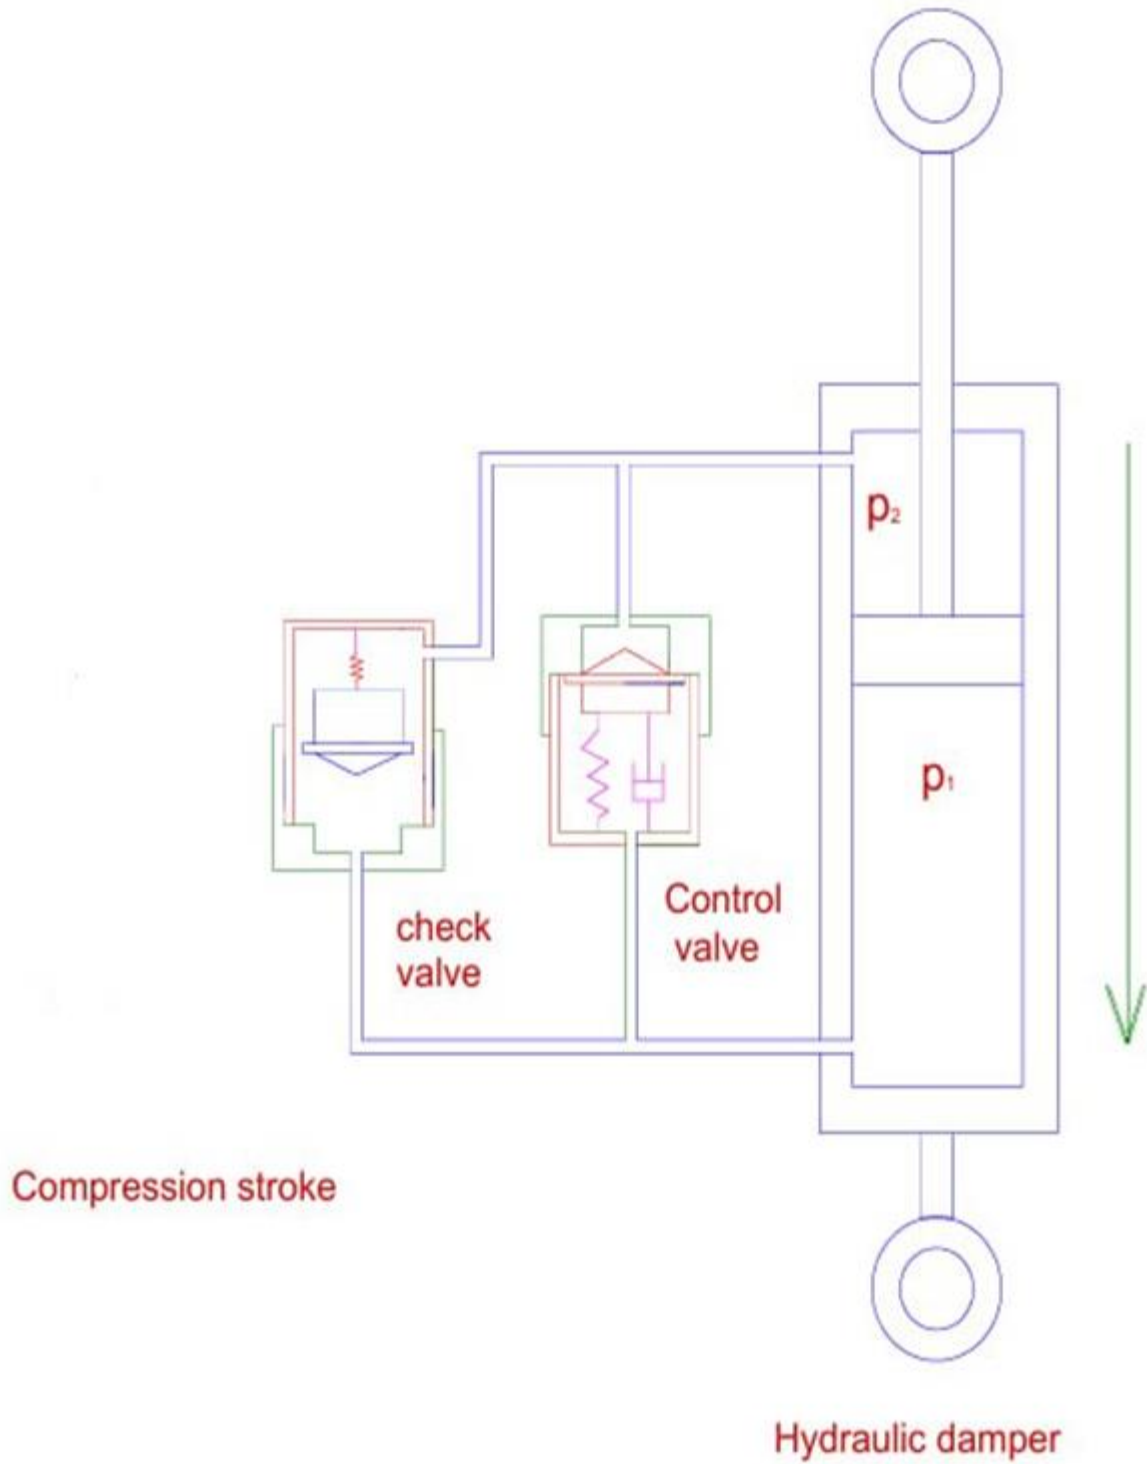 p₂
p₁
Control
valve
check
valve
Compression stroke
Hydraulic damper